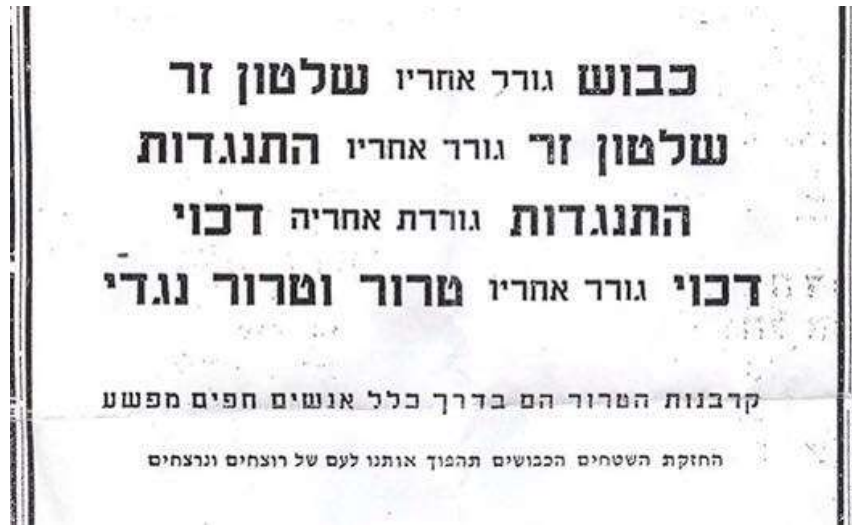 כבוש גורר אחריו שלטון זר
שלטון זר גורר אחריו התנגדות
התנגדות גוררת אחריה דכוי
דכוי גורר אחריו טרור וטרור נגדי
קרבנות הטרור הם בדרך כלל אנשים חפים מפשע
החזקת השטחים הכבושים תהפוך אותנו לעם של רוצחים ונרצחים